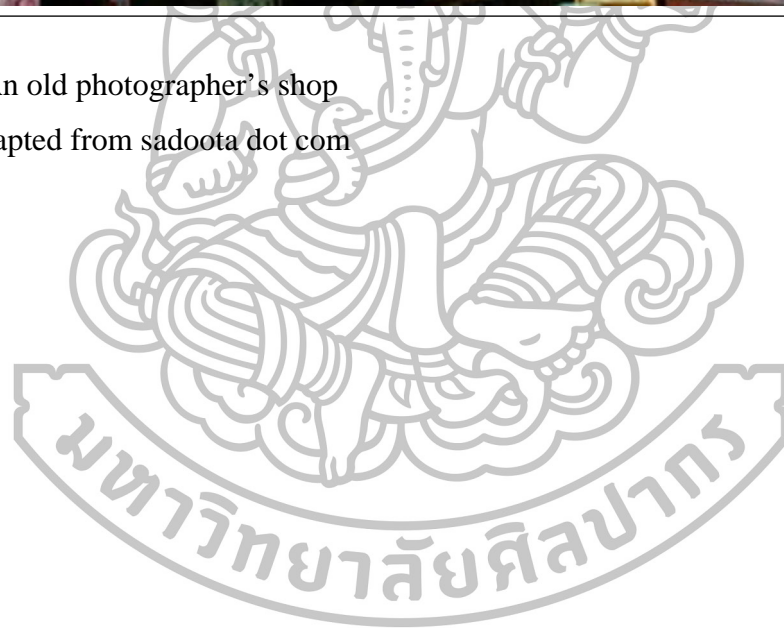 n old photographer's shop
apted from sadoota dot com
มหาวิทยาลัยศิลปากร